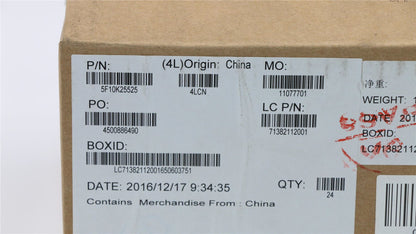 P/N: (4L)Origin: China MO:
5F10K25525 4LCN 11077701
PO: LC P/N:
4500886490 71382112001
BOXID:
LC71382112001650603751
DATE: 2016/12/17 9:34:35 QTY:
24
Contains Merchandise From : China
净重:
WEIGHT: 1
DATE: 201
BOXID:
LC7138211